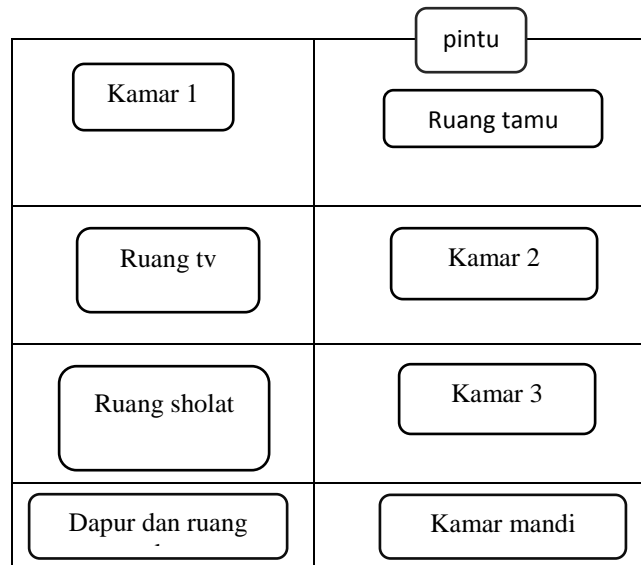 pintu
Kamar 1
Ruang tamu
Ruang tv
Kamar 2
Ruang sholat
Kamar 3
Dapur dan ruang
Kamar mandi